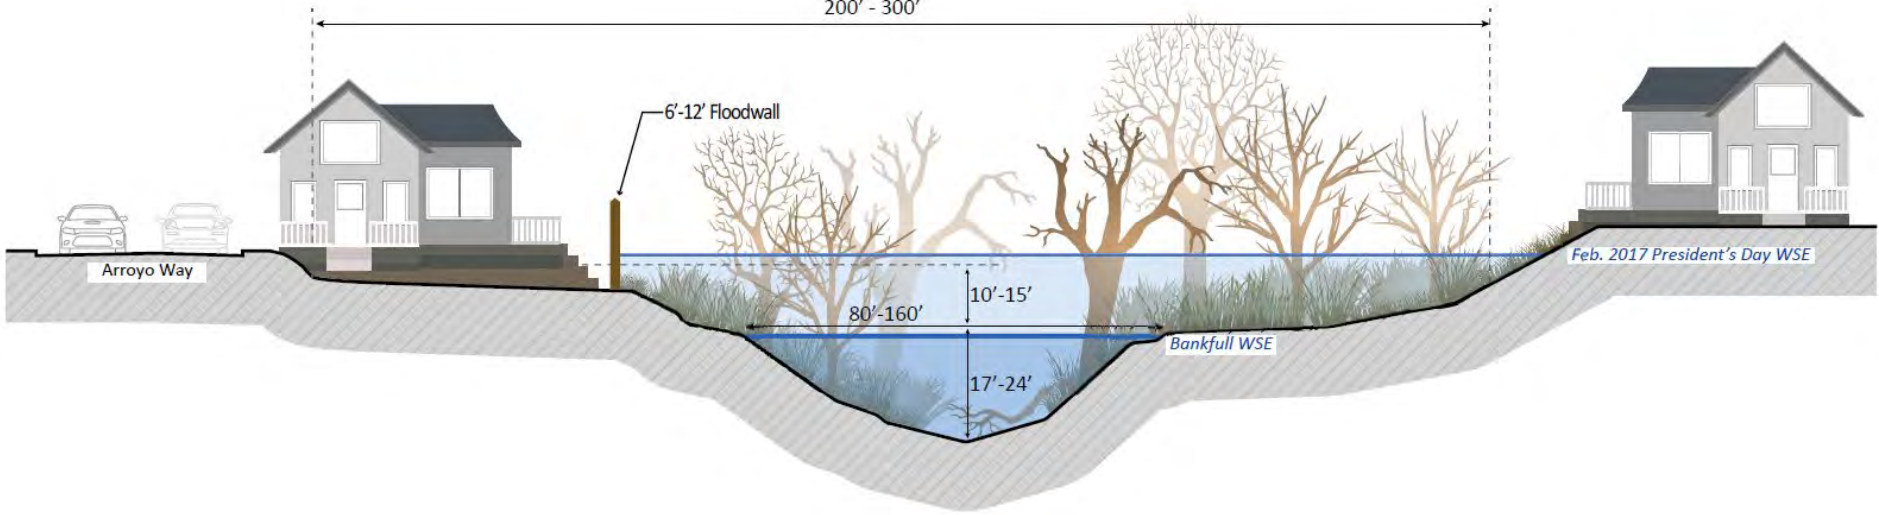 200' - 300'
6'-12' Floodwall
Arroyo Way
Feb. 2017 President's Day WSE
10'-15'
80'-160'
Bankfull WSE
17'-24'